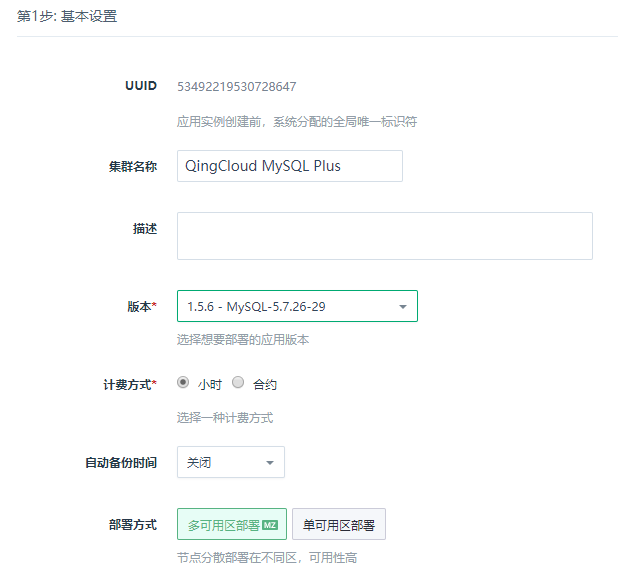 第1步: 基本设置
UUID 53492219530728647
应用实例创建前，系统分配的全局唯一标识符
集群名称 QingCloud MySQL Plus
描述
版本* 1.5.6 - MySQL-5.7.26-29
选择想要部署的应用版本
计费方式* 小时 合约
选择一种计费方式
自动备份时间 关闭
部署方式 多可用区部署 MZ 单可用区部署
节点分散部署在不同区，可用性高